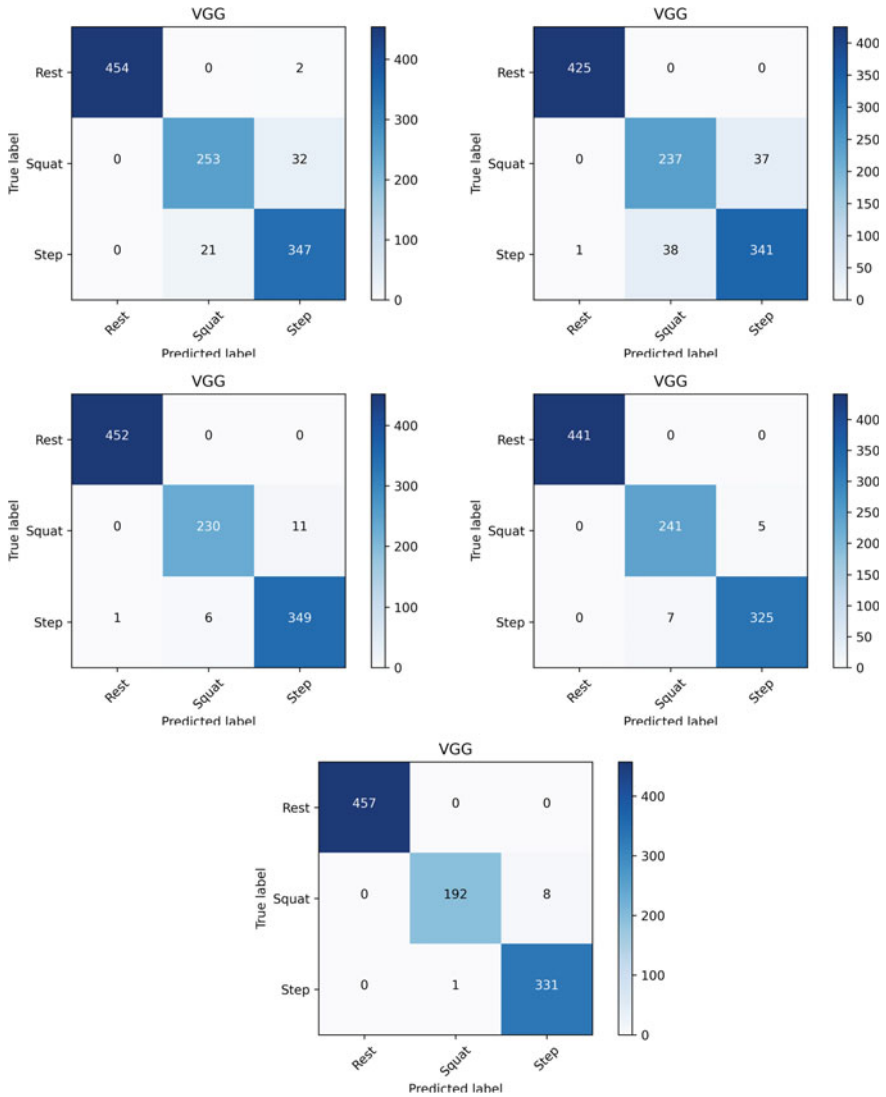 VGG
Rest 454 0 2 400
300
True label
Squat 0 253 32 200
100
Step 0 21 347
0
Rest Squat Step
Predicted label
VGG
400
Rest 425 0 0 350
300
True label
250
Squat 0 237 37 200
150
100
Step 1 38 341 50
0
Rest Squat Step
Predicted label
VGG
Rest 452 0 0 400
300
True label
Squat 0 230 11 200
100
Step 1 6 349
0
Rest Squat Step
Predicted label
VGG
400
Rest 441 0 0 350
300
True label
250
Squat 0 241 5 200
150
100
Step 0 7 325 50
0
Rest Squat Step
Predicted label
VGG
Rest 457 0 0 400
300
True label
Squat 0 192 8 200
100
Step 0 1 331
0
Rest Squat Step
Predicted label